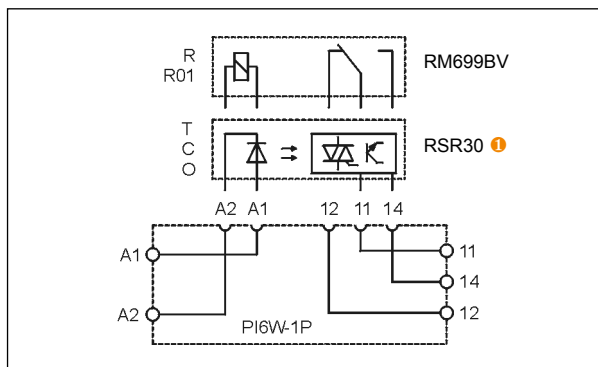 R
R01
RM699BV
T
C
O
RSR30 1
A2 A1 12 11 14
A1
11
14
A2
12
PI6W-1P